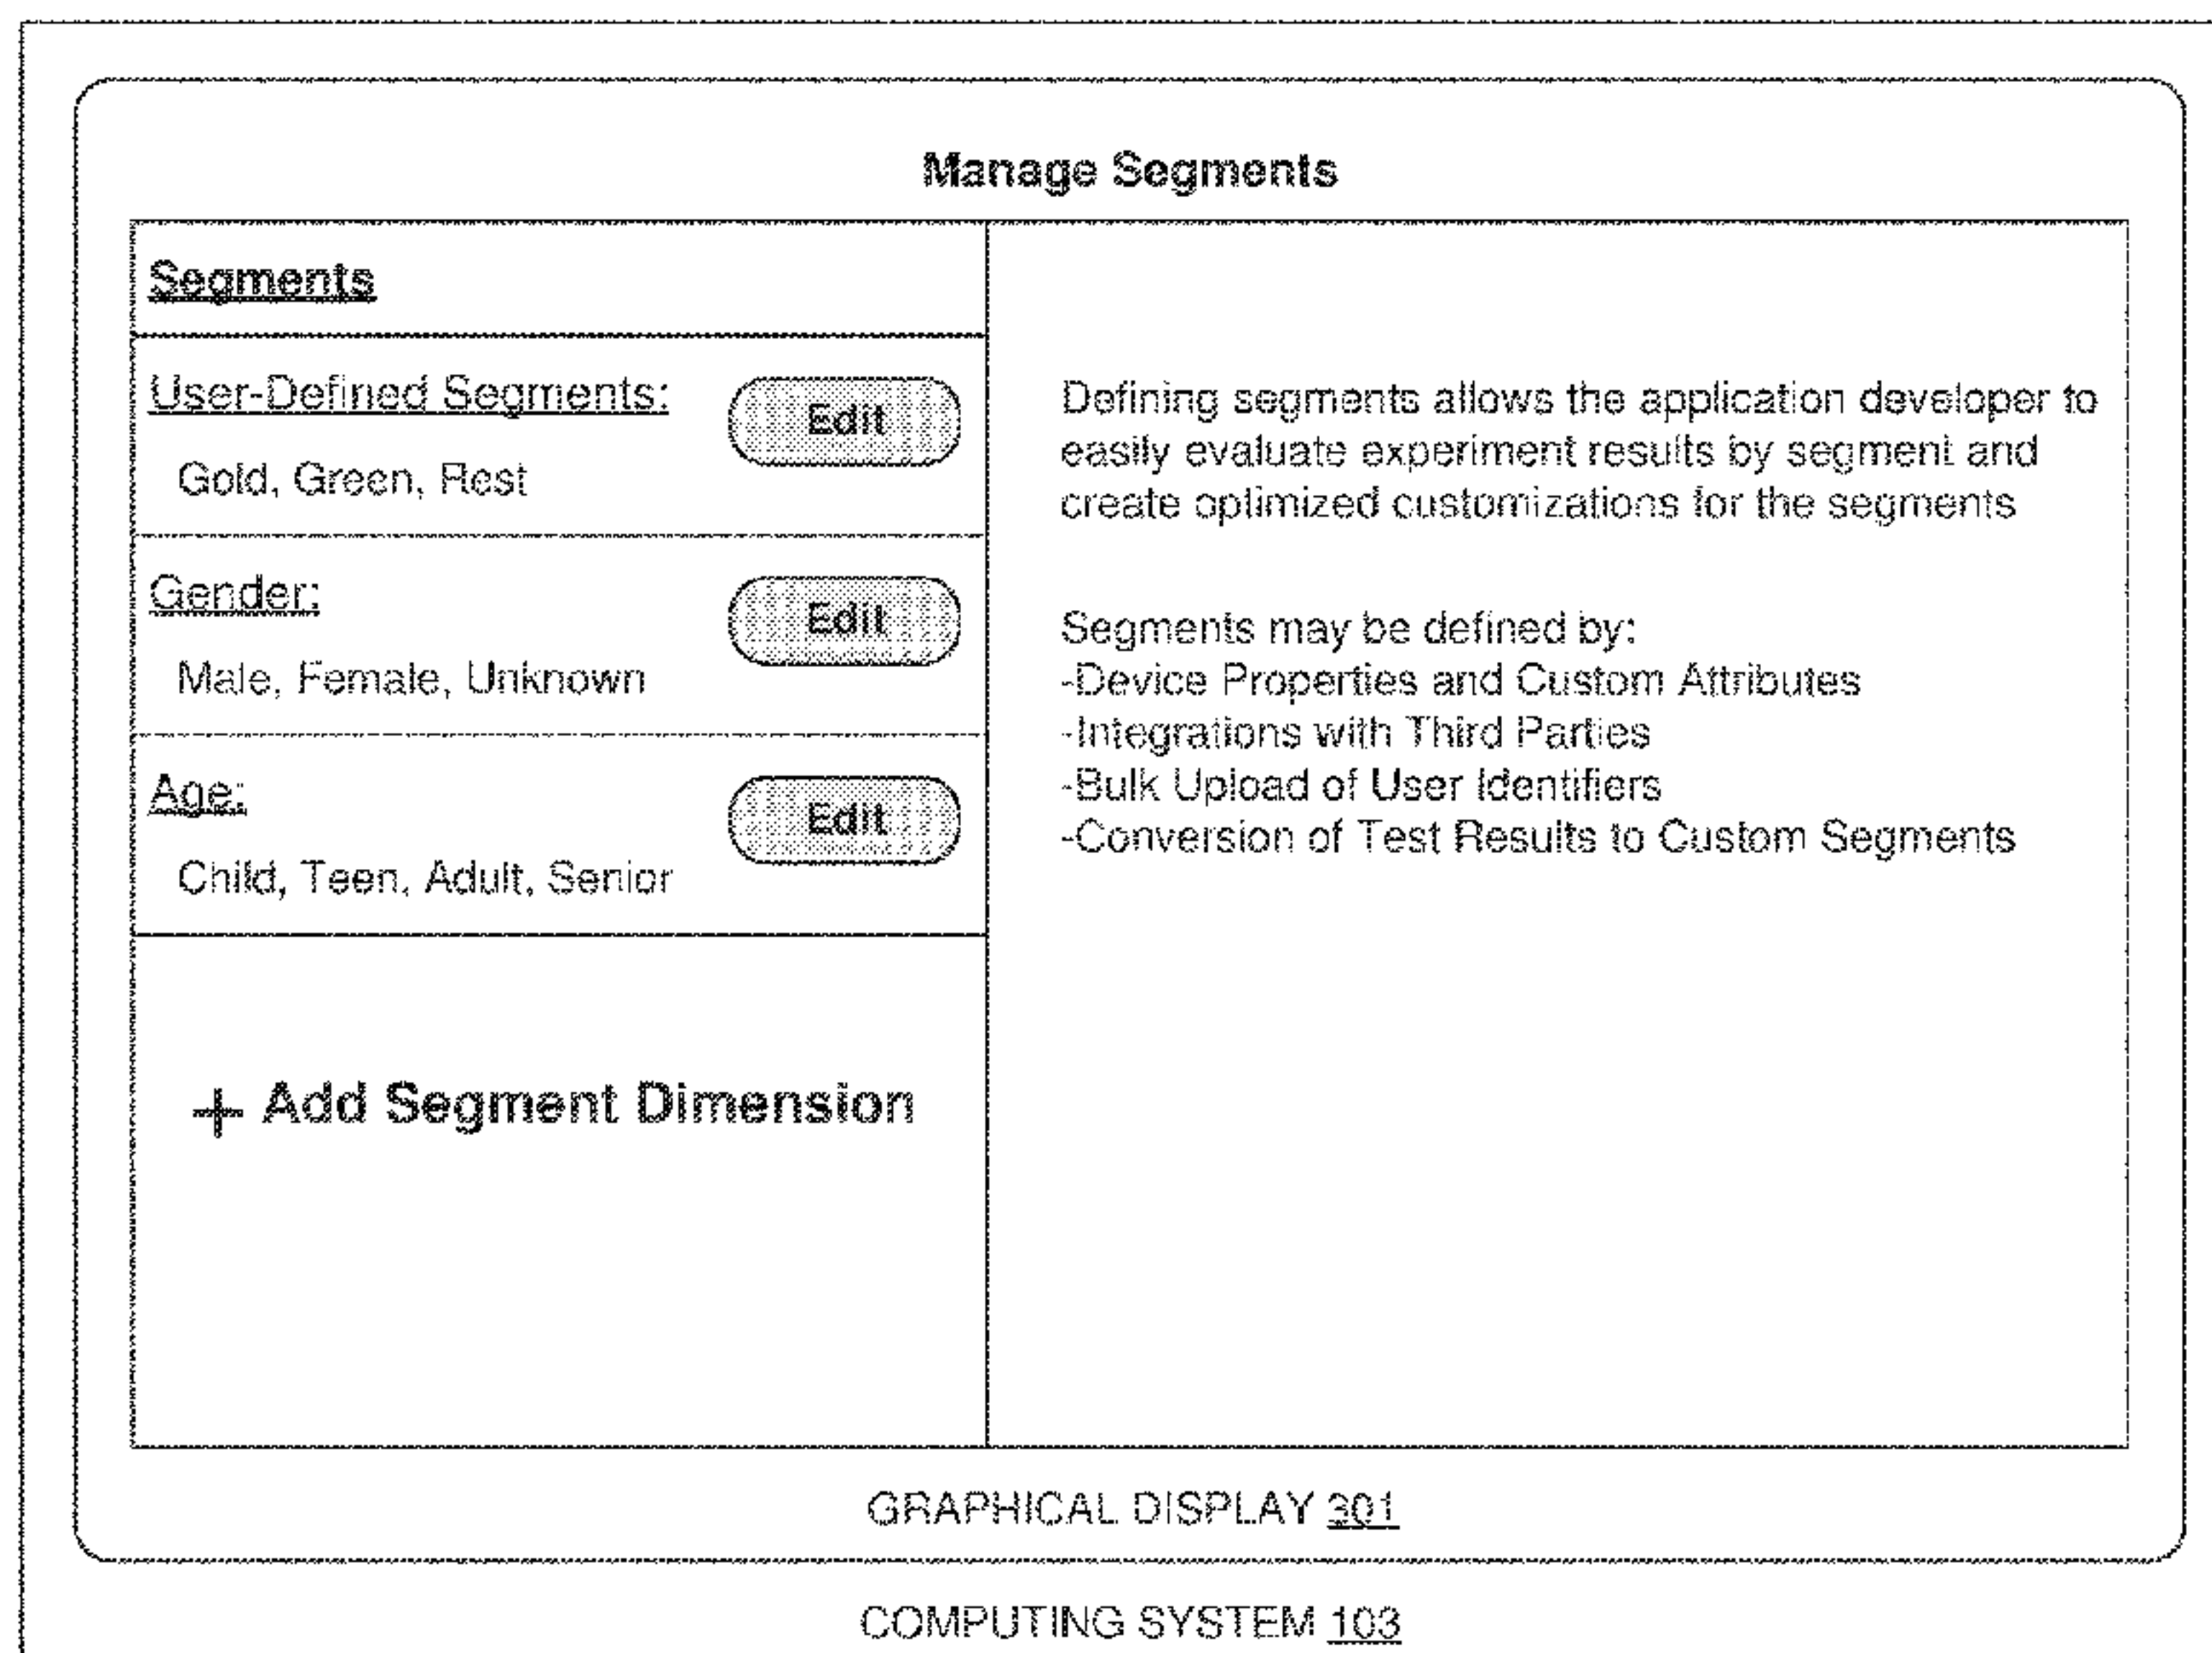 Manage Segments
Segments
User-Defined Segments:
Edit
Gold, Green, Rest
Gender:
Edit
Male, Female, Unknown
Age:
Edit
Child, Teen, Adult, Senior
+ Add Segment Dimension
Defining segments allows the application developer to
easily evaluate experiment results by segment and
create optimized customizations for the segments
Segments may be defined by:
-Device Properties and Custom Attributes
-Integrations with Third Parties
-Bulk Upload of User Identifiers
-Conversion of Test Results to Custom Segments
GRAPHICAL DISPLAY 301
COMPUTING SYSTEM 103